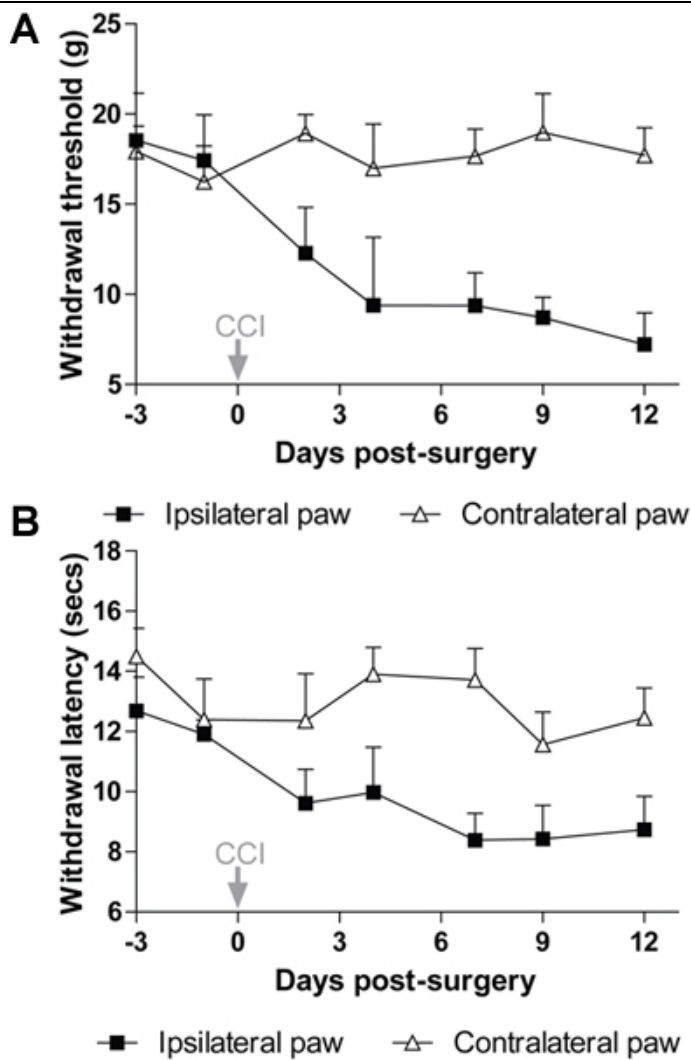 A
Withdrawal threshold (g)
25
20
15
10
5
CCI
-3 0 3 6 9 12
Days post-surgery
Ipsilateral paw Contralateral paw
B
Withdrawal latency (secs)
18
16
14
12
10
8
6
CCI
-3 0 3 6 9 12
Days post-surgery
Ipsilateral paw Contralateral paw